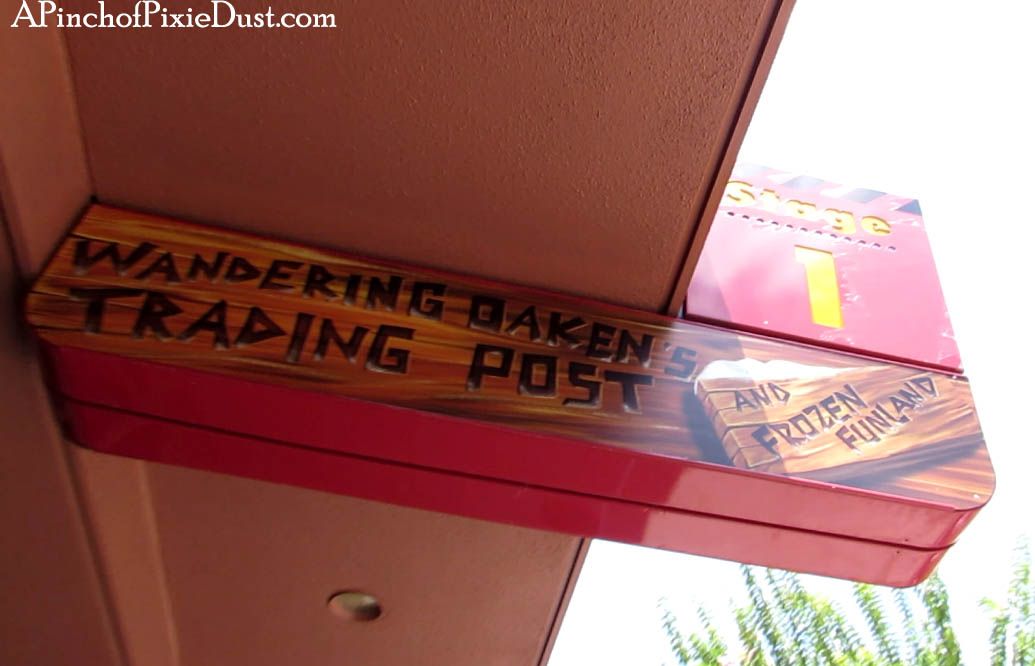 APinchofPixieDust.com
Stage
1
WANDERING OAKEN'S
TRADING POST
AND
FROZEN
FUNLAND